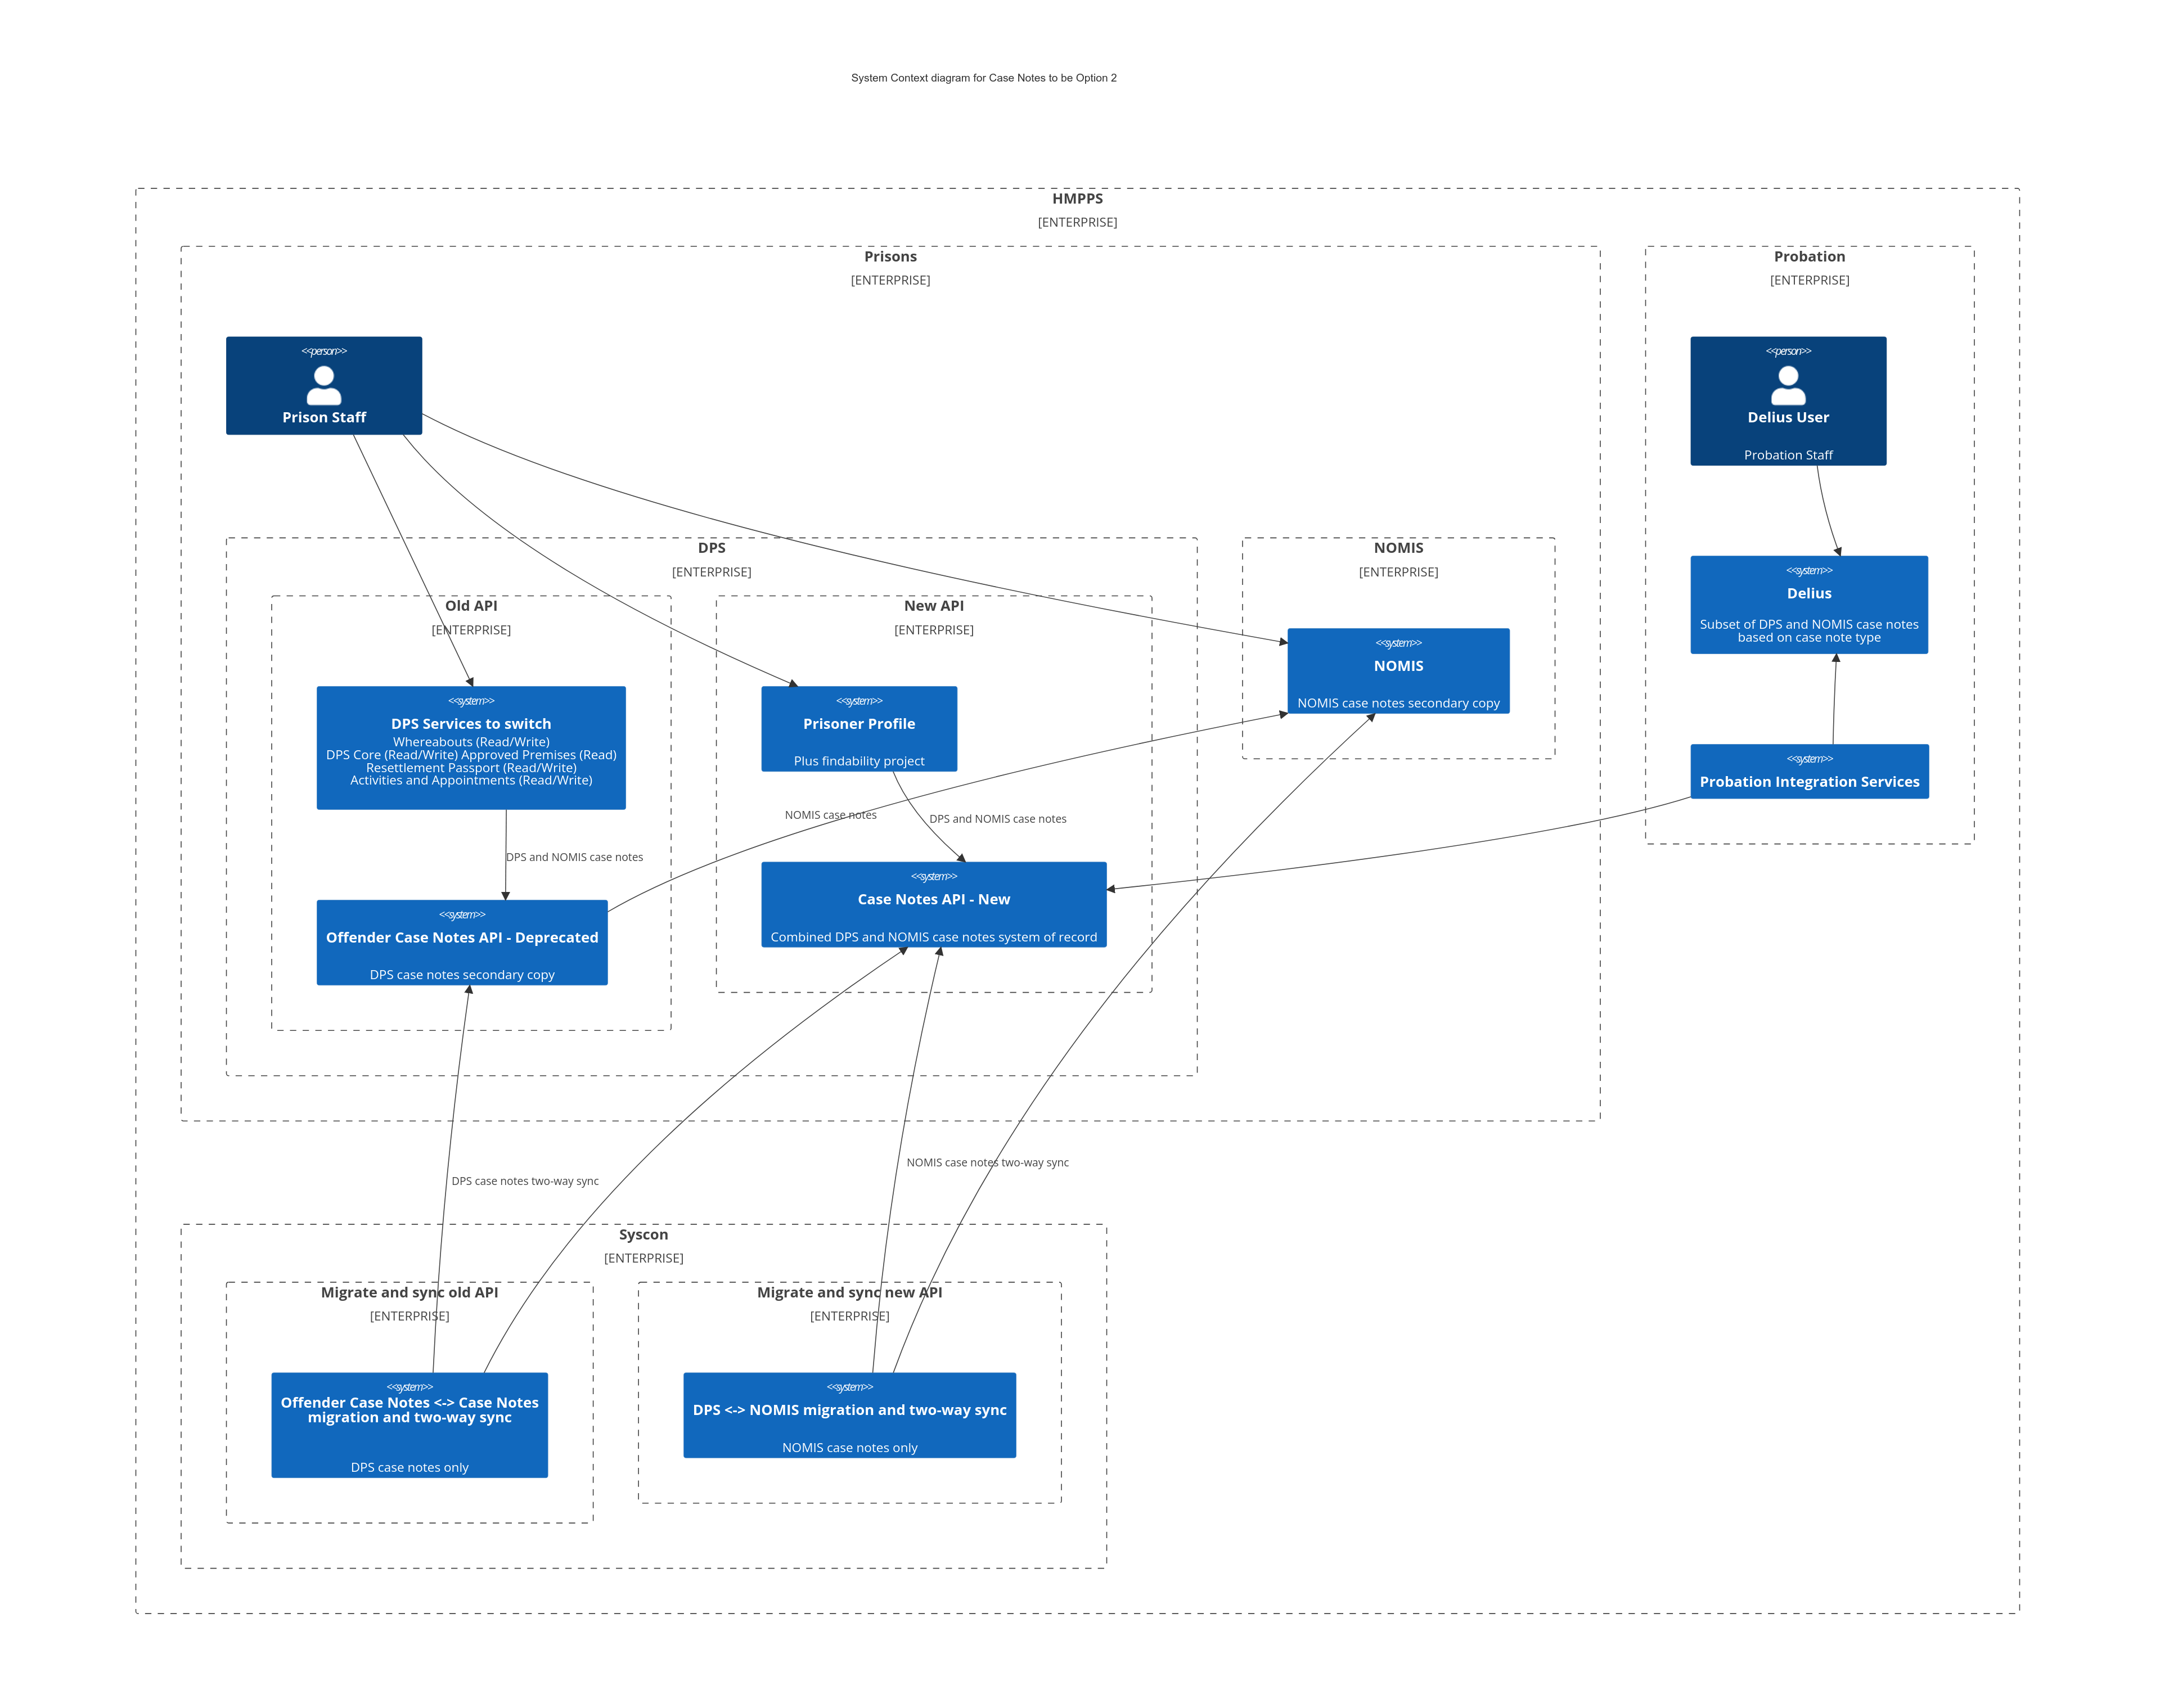 System Context diagram for Case Notes to be Option 2
HMPPS
[ENTERPRISE]
Prisons
[ENTERPRISE]
Probation
[ENTERPRISE]
<<person>>
Prison Staff
<<person>>
Delius User
Probation Staff
DPS
[ENTERPRISE]
NOMIS
[ENTERPRISE]
Old API
[ENTERPRISE]
New API
[ENTERPRISE]
<<system>>
Delius
Subset of DPS and NOMIS case notes
based on case note type
<<system>>
NOMIS
NOMIS case notes secondary copy
<<system>>
DPS Services to switch
Whereabouts (Read/Write)
DPS Core (Read/Write) Approved Premises (Read)
Resettlement Passport (Read/Write)
Activities and Appointments (Read/Write)
<<system>>
Prisoner Profile
Plus findability project
<<system>>
Probation Integration Services
NOMIS case notes
DPS and NOMIS case notes
DPS and NOMIS case notes
<<system>>
Offender Case Notes API - Deprecated
DPS case notes secondary copy
<<system>>
Case Notes API - New
Combined DPS and NOMIS case notes system of record
NOMIS case notes two-way sync
DPS case notes two-way sync
Syscon
[ENTERPRISE]
Migrate and sync old API
[ENTERPRISE]
Migrate and sync new API
[ENTERPRISE]
<<system>>
Offender Case Notes <-> Case Notes
migration and two-way sync
DPS case notes only
<<system>>
DPS <-> NOMIS migration and two-way sync
NOMIS case notes only